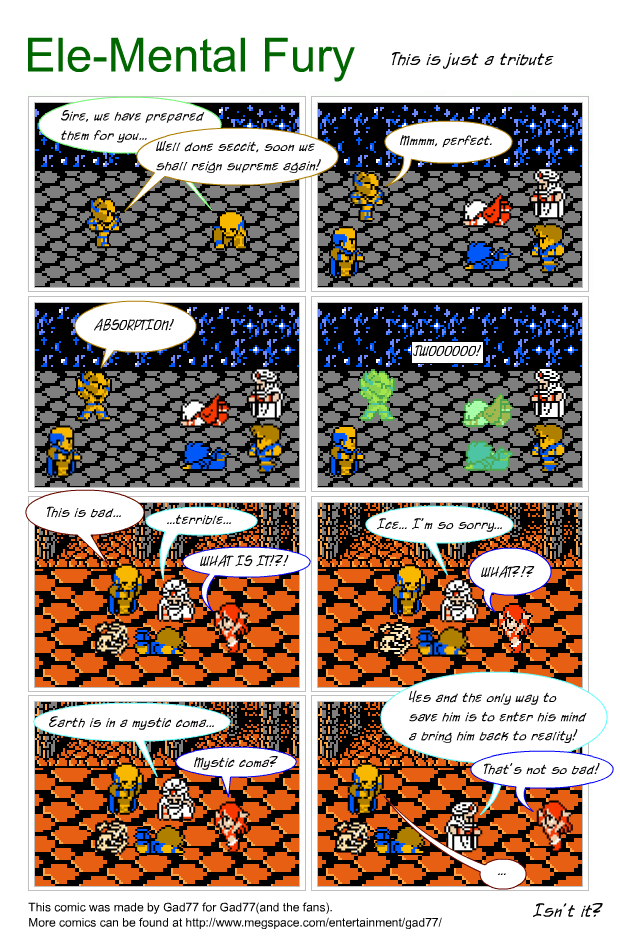 Ele-Mental Fury
This is just a tribute
Sire, we have prepared
them for you...
Well done seccit, soon we
shall reign supreme again!
Mmmm, perfect.
ABSORPTION!
JWOOOOOO!
This is bad...
...terrible...
WHAT IS IT!?!
Ice... I'm so sorry...
WHAT?!?
Earth is in a mystic coma...
Mystic coma?
Yes and the only way to
save him is to enter his mind
a bring him back to reality!
That's not so bad!
...
This comic was made by Gad77 for Gad77(and the fans).
More comics can be found at http://www.megspace.com/entertainment/gad77/
Isn't it?